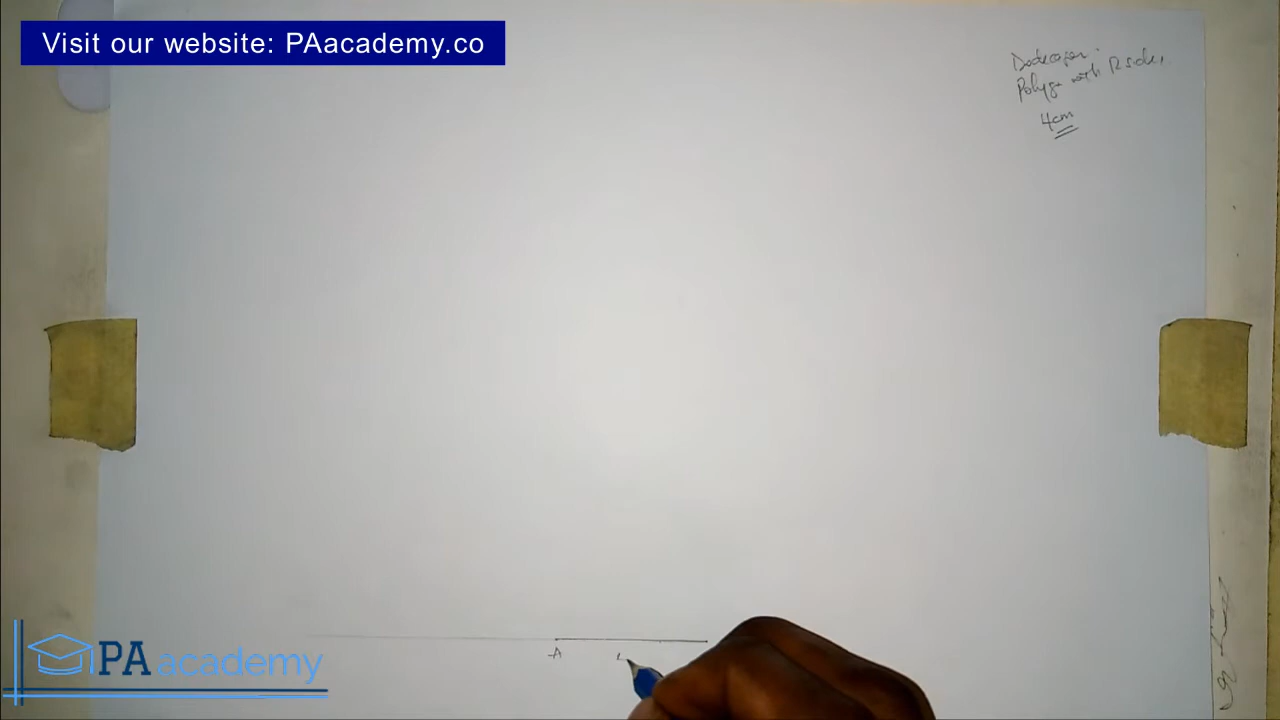 Visit our website: PAacademy.co
Dodecagon.
Polygon with 12 sides,
4cm
A
PA academy